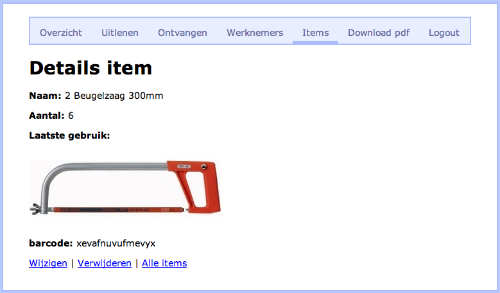 Overzicht Uitlenen Ontvangen Werknemers Items Download pdf Logout
Details item
Naam: 2 Beugelzaag 300mm
Aantal: 6
Laatste gebruik:
barcode: xevafnuvufmevyx
Wijzigen | Verwijderen | Alle items